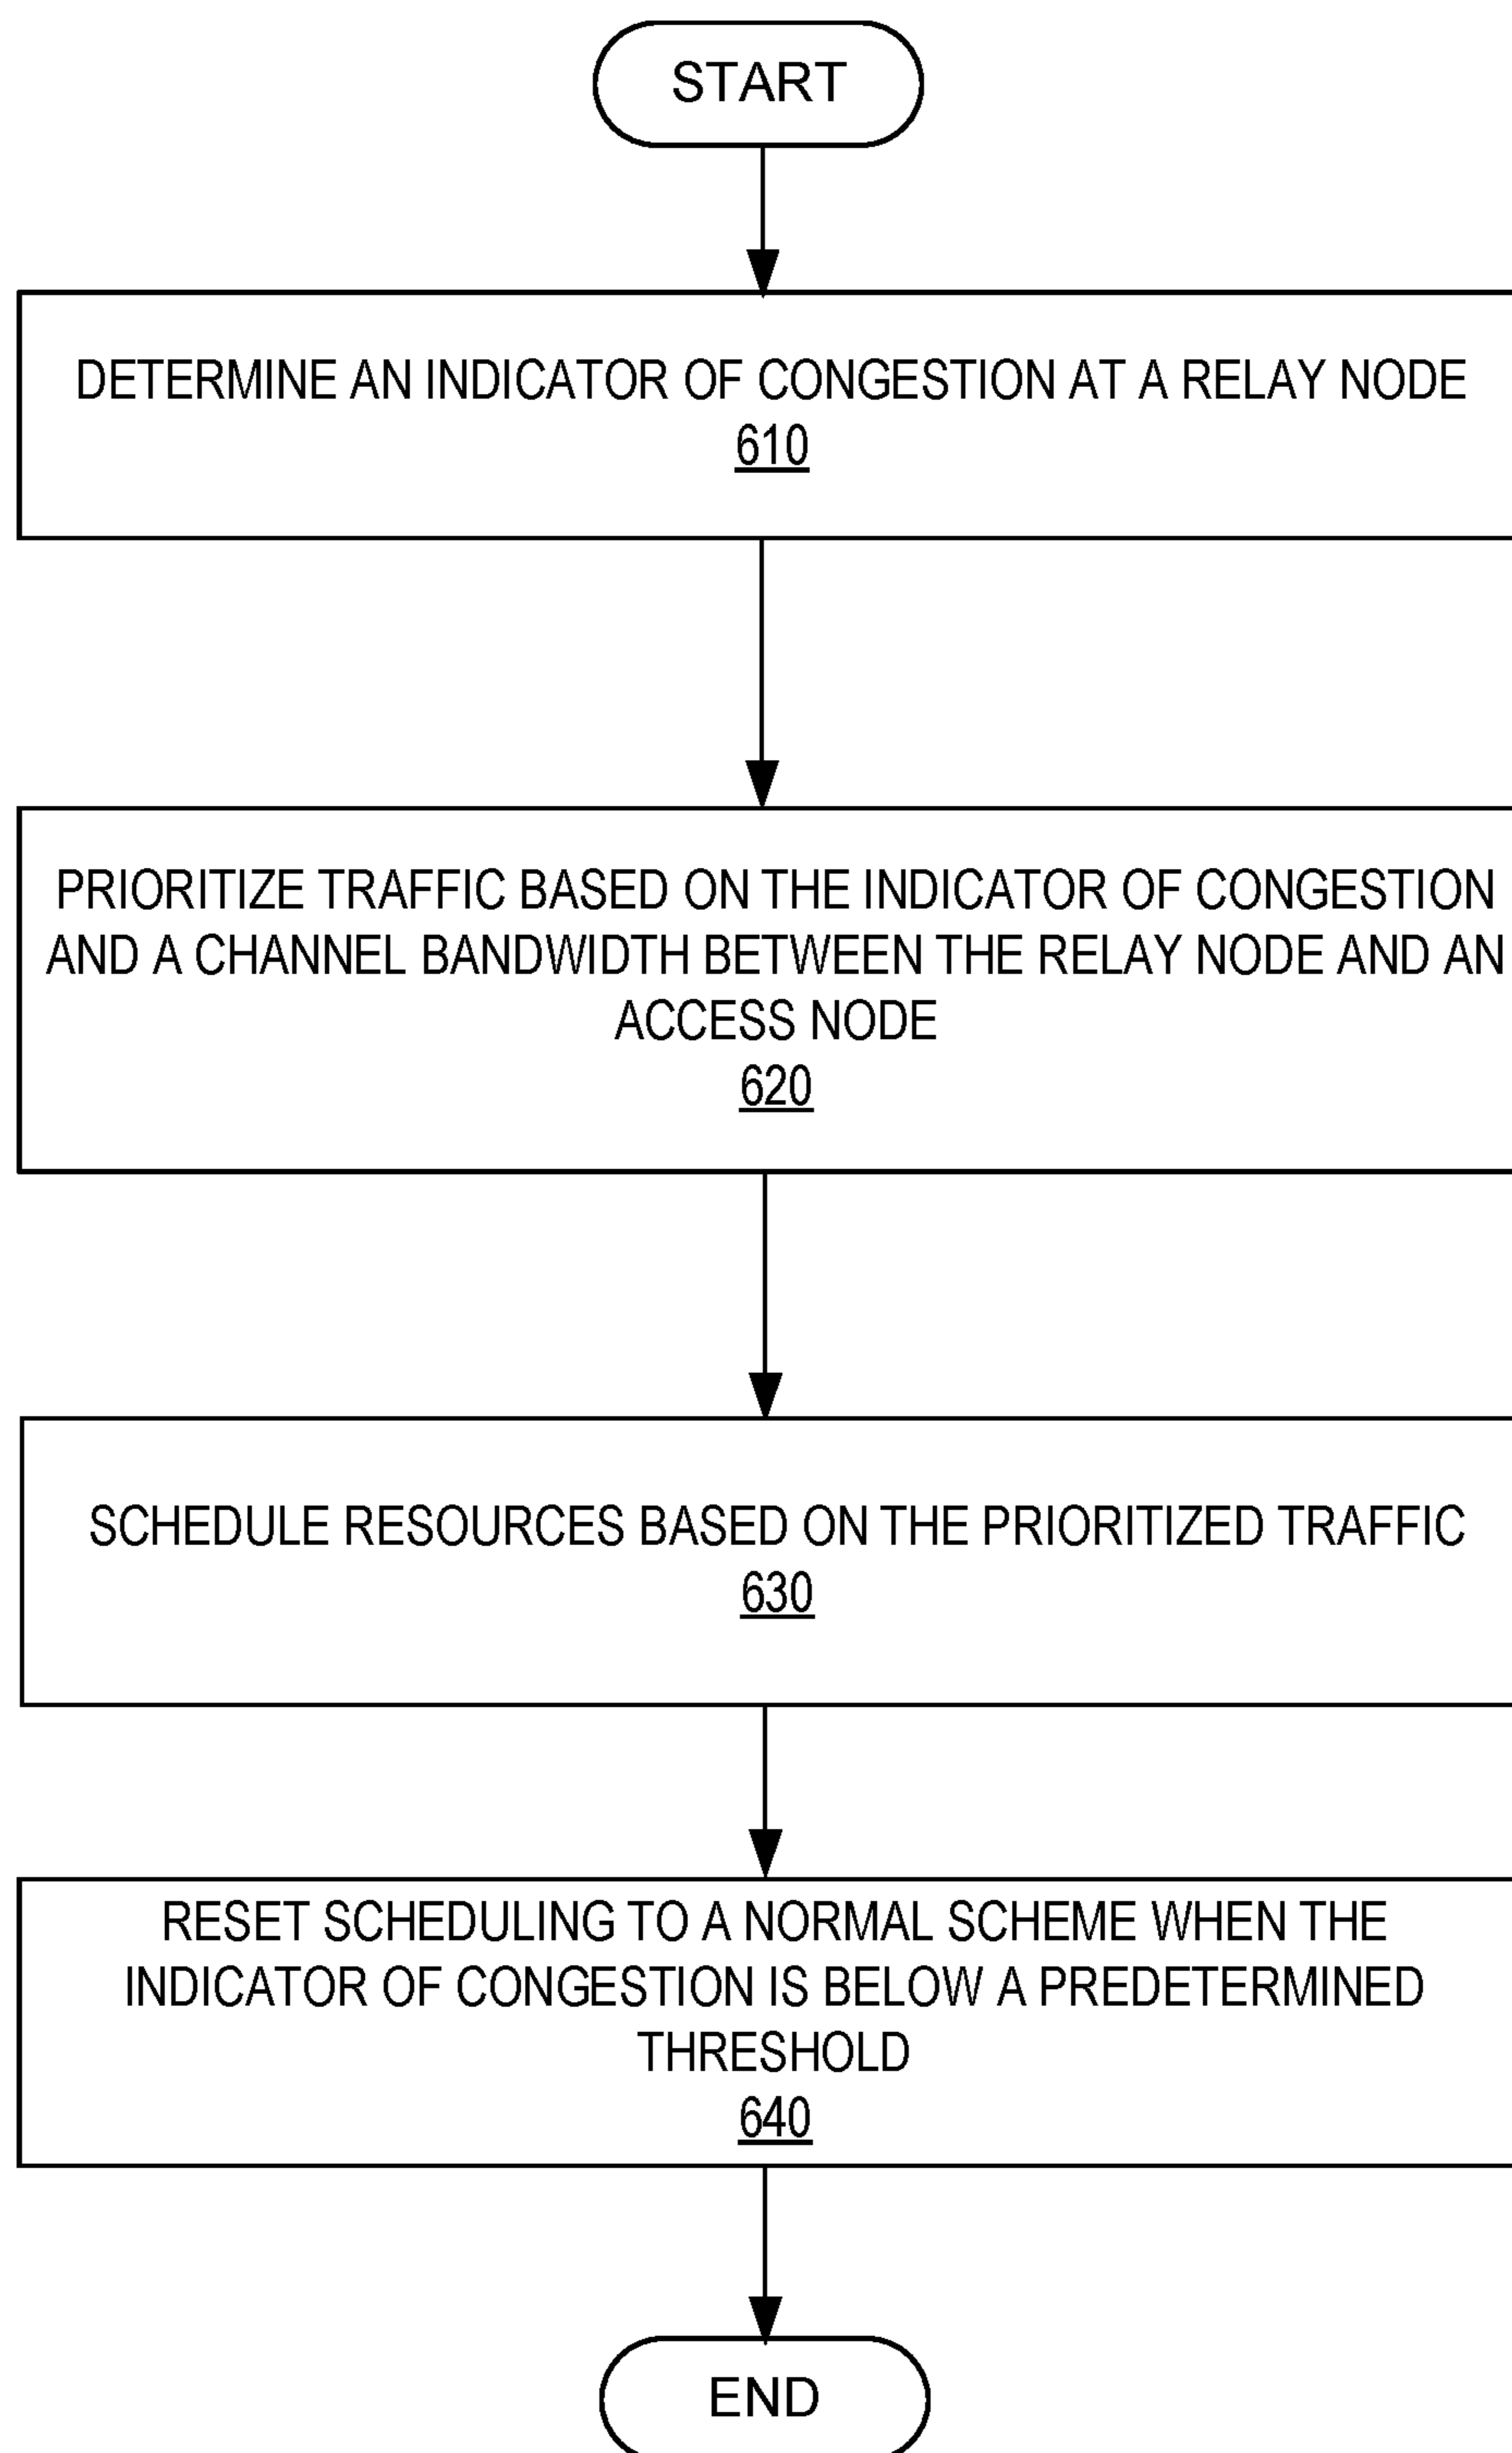 START
DETERMINE AN INDICATOR OF CONGESTION AT A RELAY NODE
610
PRIORITIZE TRAFFIC BASED ON THE INDICATOR OF CONGESTION
AND A CHANNEL BANDWIDTH BETWEEN THE RELAY NODE AND AN
ACCESS NODE
620
SCHEDULE RESOURCES BASED ON THE PRIORITIZED TRAFFIC
630
RESET SCHEDULING TO A NORMAL SCHEME WHEN THE
INDICATOR OF CONGESTION IS BELOW A PREDETERMINED
THRESHOLD
640
END